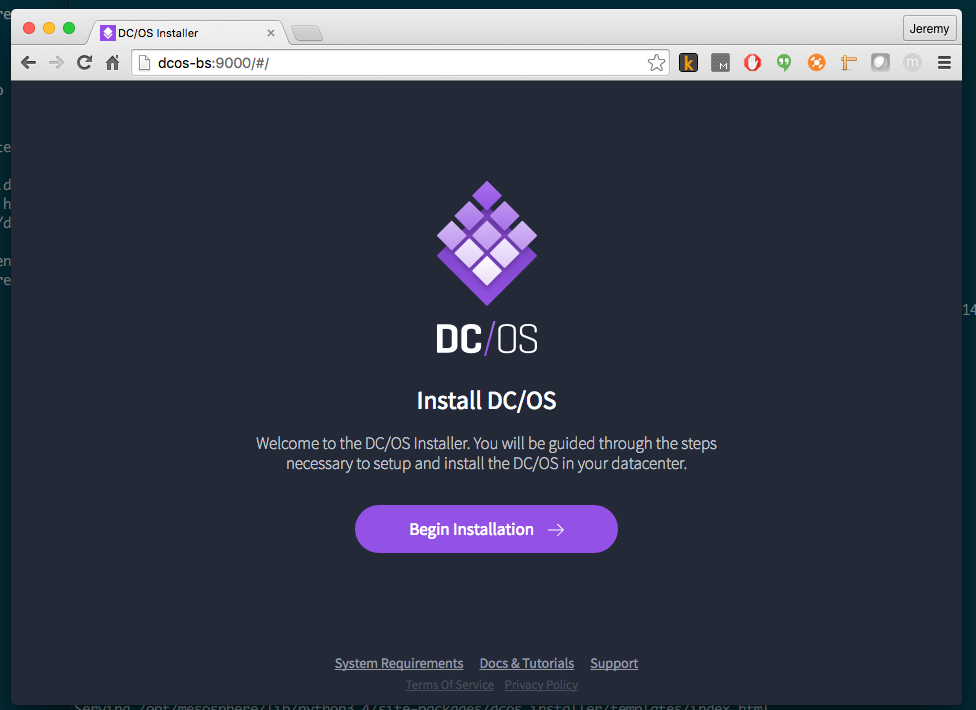 DC/OS Installer
Jeremy
dcos-bs:9000/#/
DC/OS
Install DC/OS
Welcome to the DC/OS Installer. You will be guided through the steps
necessary to setup and install the DC/OS in your datacenter.
Begin Installation
System Requirements Docs & Tutorials Support
Terms Of Service Privacy Policy
14